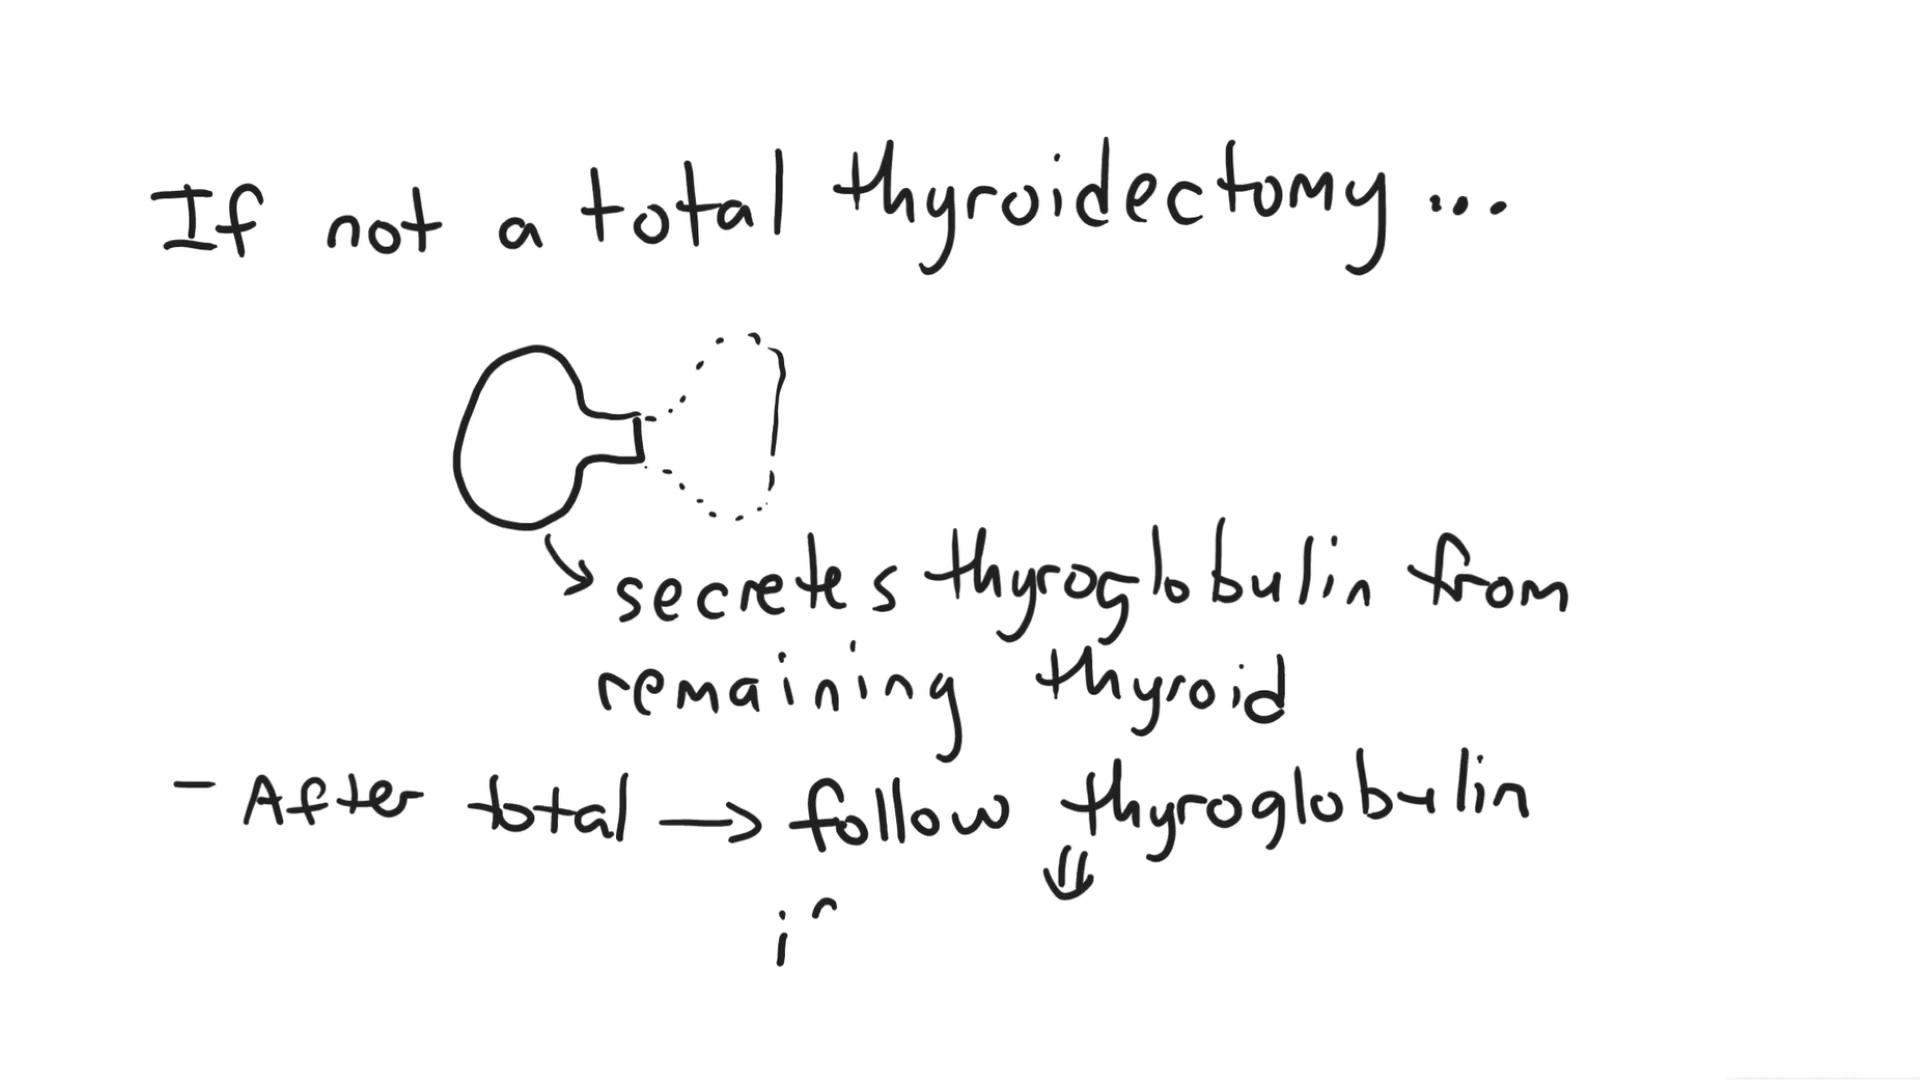 If not a total thyroidectomy...
secretes thyroglobulin from
remaining thyroid
- After total → follow thyroglobulin